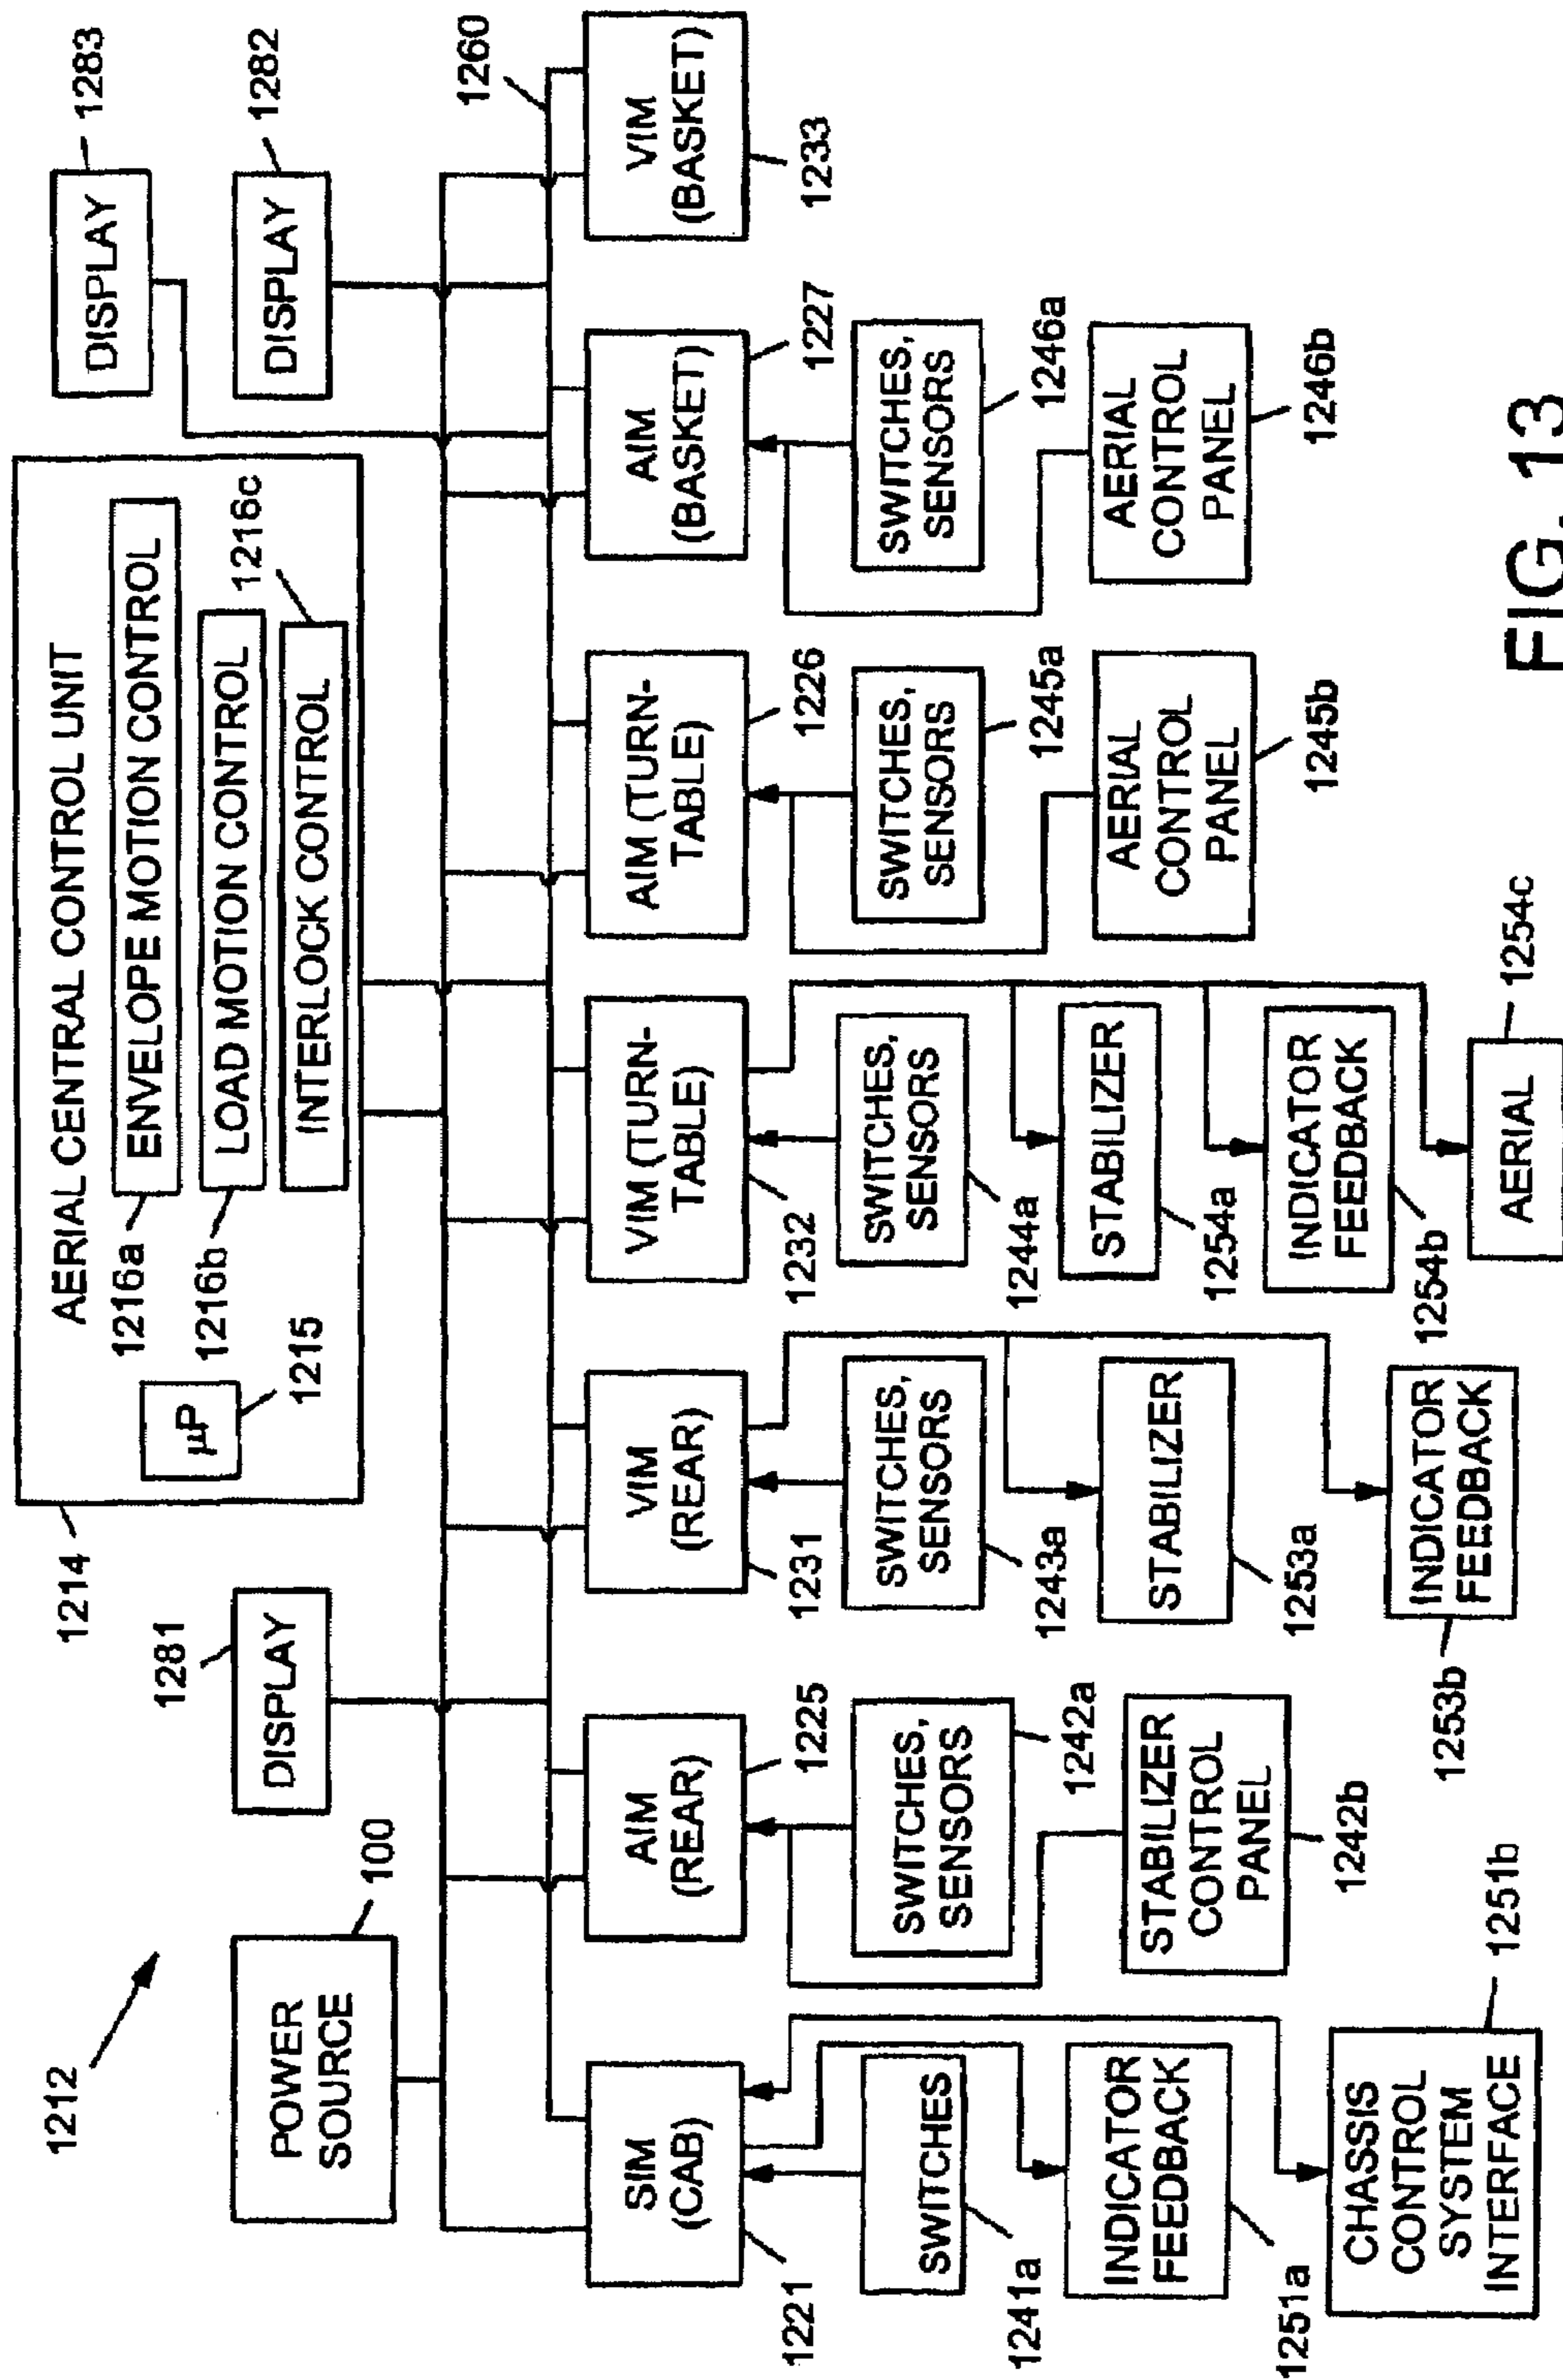 1212
POWER
SOURCE
100
DISPLAY
1281
1214
AERIAL CENTRAL CONTROL UNIT
µP
1215
1216a
ENVELOPE MOTION CONTROL
1216b
LOAD MOTION CONTROL
1216c
INTERLOCK CONTROL
DISPLAY
1283
DISPLAY
1282
1260
SIM
(CAB)
1221
AIM
(REAR)
1225
VIM
(REAR)
1231
VIM (TURN-
TABLE)
1232
AIM (TURN-
TABLE)
1226
AIM
(BASKET)
1227
VIM
(BASKET)
1233
SWITCHES
1241a
SWITCHES,
SENSORS
1242a
SWITCHES,
SENSORS
1243a
SWITCHES,
SENSORS
1244a
SWITCHES,
SENSORS
1245a
SWITCHES,
SENSORS
1246a
INDICATOR
FEEDBACK
1251a
STABILIZER
CONTROL
PANEL
1242b
STABILIZER
1253a
STABILIZER
1254a
AERIAL
CONTROL
PANEL
1245b
AERIAL
CONTROL
PANEL
1246b
CHASSIS
CONTROL
SYSTEM
INTERFACE
1251b
INDICATOR
FEEDBACK
1253b
INDICATOR
FEEDBACK
1254b
AERIAL
1254c
FIG. 13